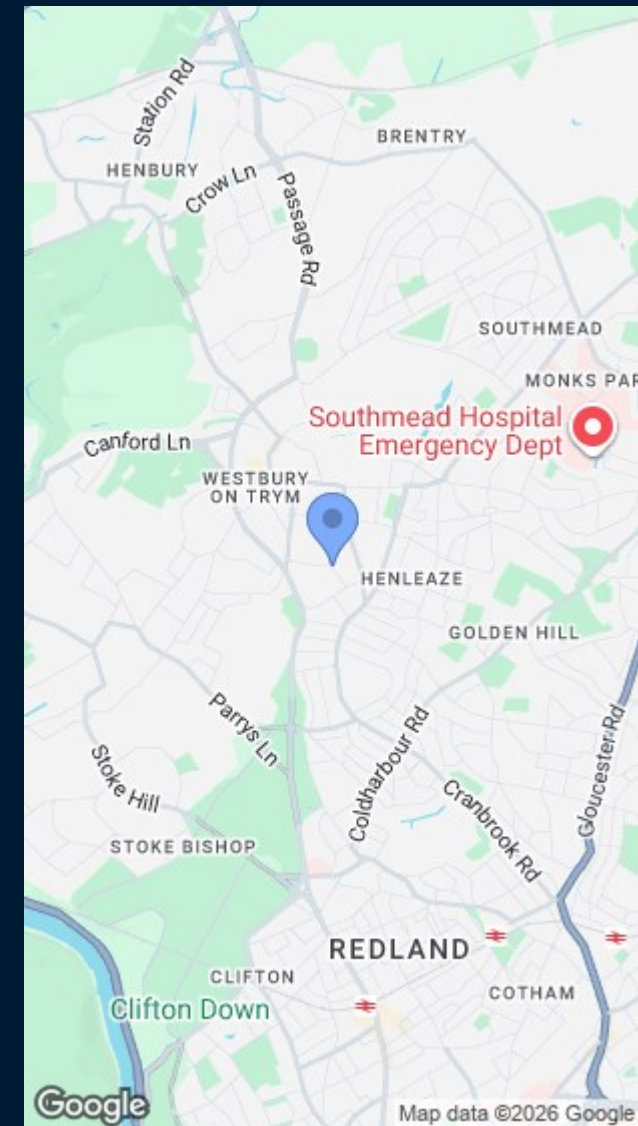 Station Rd
BRENTRY
HENBURY
Crow Ln
Passage Rd
SOUTHMEAD
MONKS PAR
Southmead Hospital
Emergency Dept
Canford Ln
WESTBURY
ON TRYM
HENLEAZE
GOLDEN HILL
Parrys Ln
Coldharbour Rd
Gloucester Rd
Stoke Hill
Cranbrook Rd
STOKE BISHOP
REDLAND
CLIFTON
COTHAM
Clifton Down
Google
Map data ©2026 Google